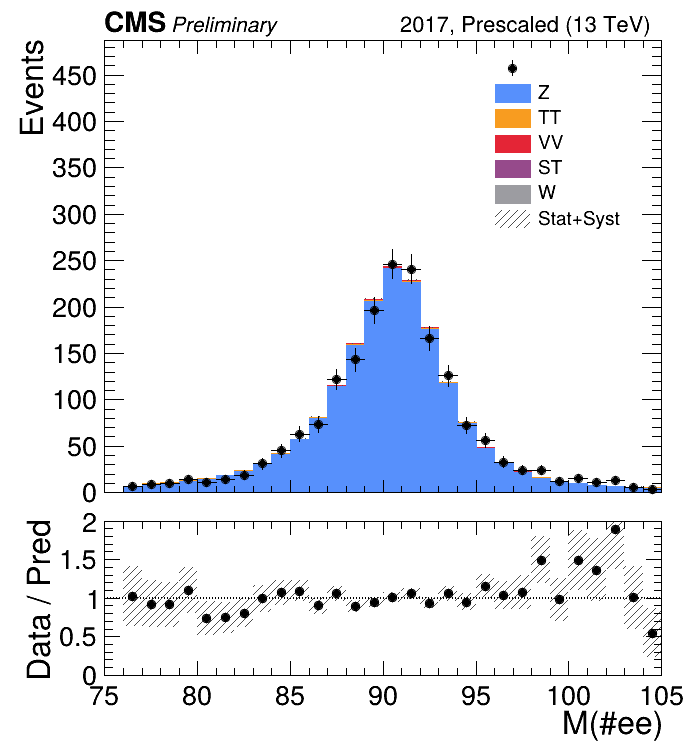 CMS Preliminary 2017, Prescaled (13 TeV)
Events
450
400
350
300
250
200
150
100
50
0
Z
TT
VV
ST
W
Stat+Syst
Data / Pred
2
1.5
1
0.5
0
75 80 85 90 95 100 105
M(#ee)